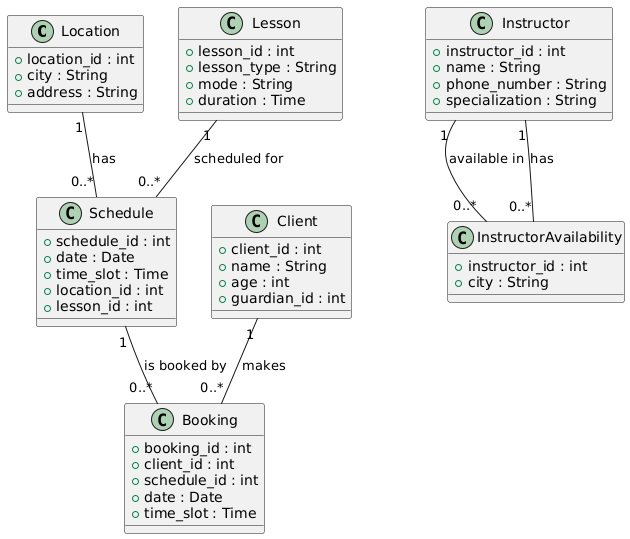 C Location
location_id : int
city : String
address : String
C Lesson
lesson_id : int
lesson_type : String
mode : String
duration : Time
C Instructor
instructor_id : int
name : String
phone_number : String
specialization : String
1
has
0..*
1
scheduled for
0..*
1
available in
0..*
1
has
0..*
C Schedule
schedule_id : int
date : Date
time_slot : Time
location_id : int
lesson_id : int
C Client
client_id : int
name : String
age : int
guardian_id : int
C InstructorAvailability
instructor_id : int
city : String
1
is booked by
0..*
1
makes
0..*
C Booking
booking_id : int
client_id : int
schedule_id : int
date : Date
time_slot : Time